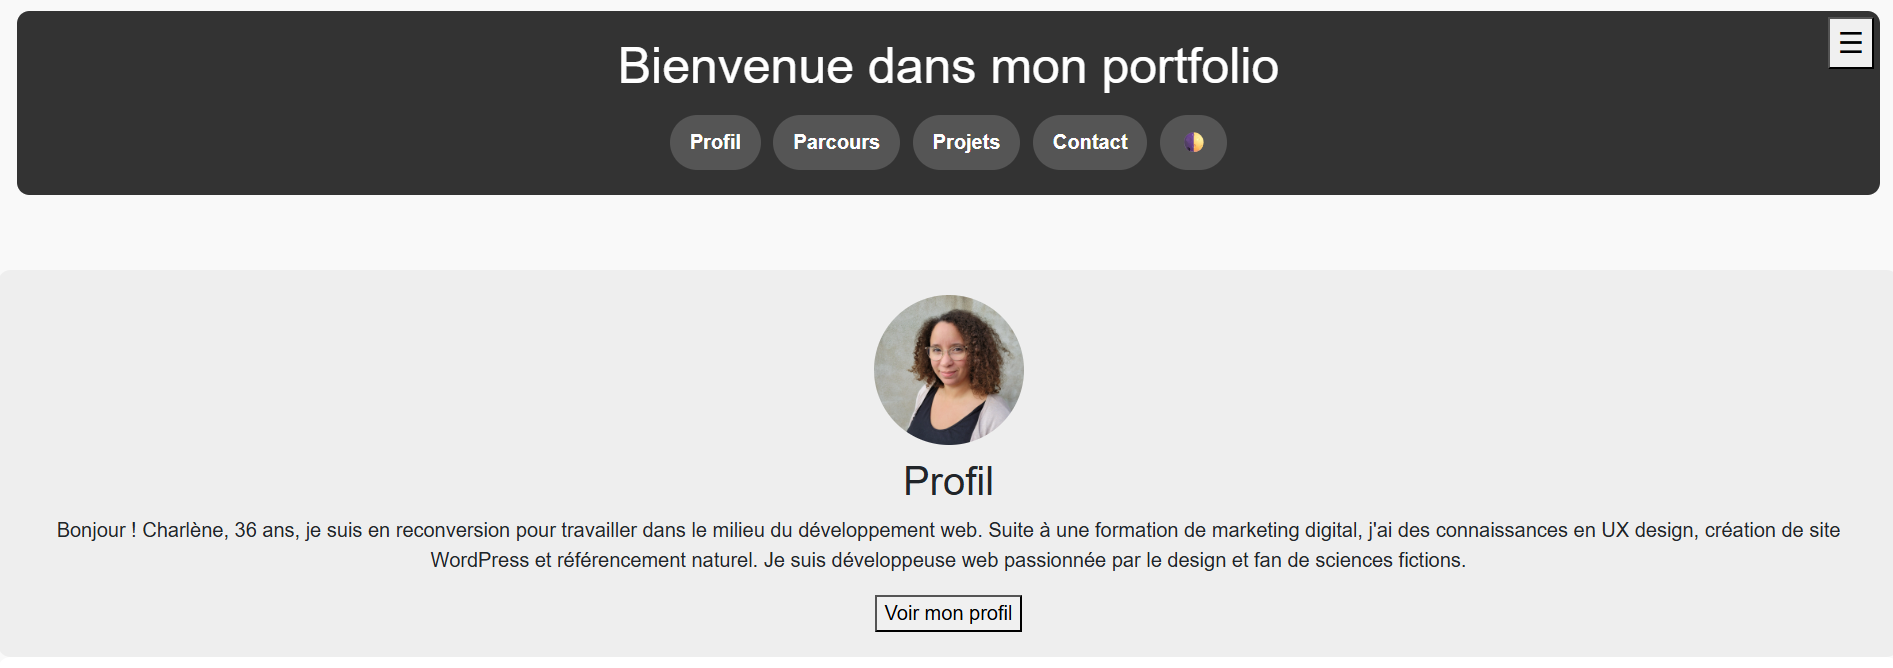 Bienvenue dans mon portfolio
Profil Parcours Projets Contact
Profil
Bonjour ! Charlène, 36 ans, je suis en reconversion pour travailler dans le milieu du développement web. Suite à une formation de marketing digital, j'ai des connaissances en UX design, création de site
WordPress et référencement naturel. Je suis développeuse web passionnée par le design et fan de sciences fictions.
Voir mon profil